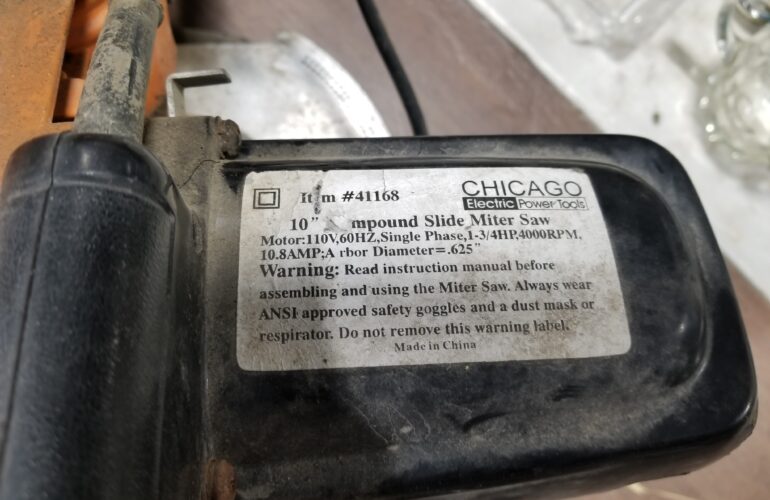 It m #41168
CHICAGO
Electric Power Tools
10" mpound Slide Miter Saw
Motor:110V,60HZ,Single Phase,1-3/4HP,4000RPM,
10.8AMP;A rbor Diameter=.625"
Warning: Read instruction manual before
assembling and using the Miter Saw. Always wear
ANSI approved safety goggles and a dust mask or
respirator. Do not remove this warning label.
Made in China